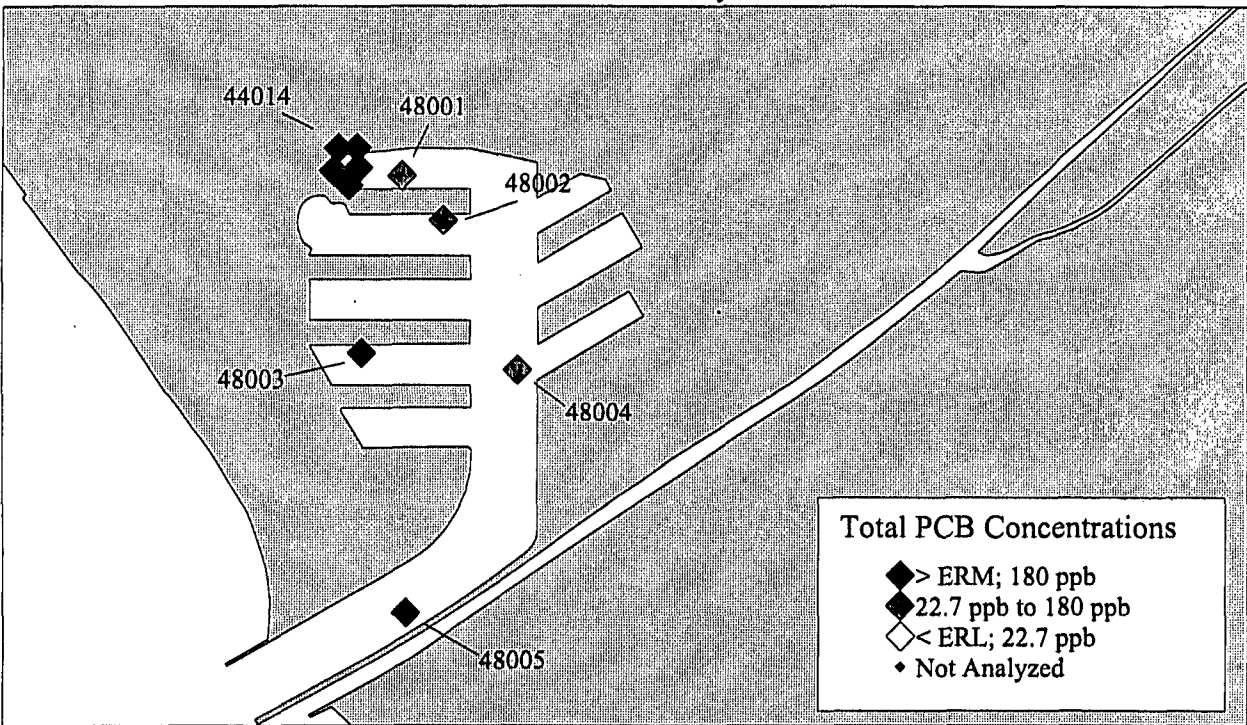 44014
48001
48002
48003
48004
48005
Total PCB Concentrations
> ERM; 180 ppb
22.7 ppb to 180 ppb
< ERL; 22.7 ppb
Not Analyzed